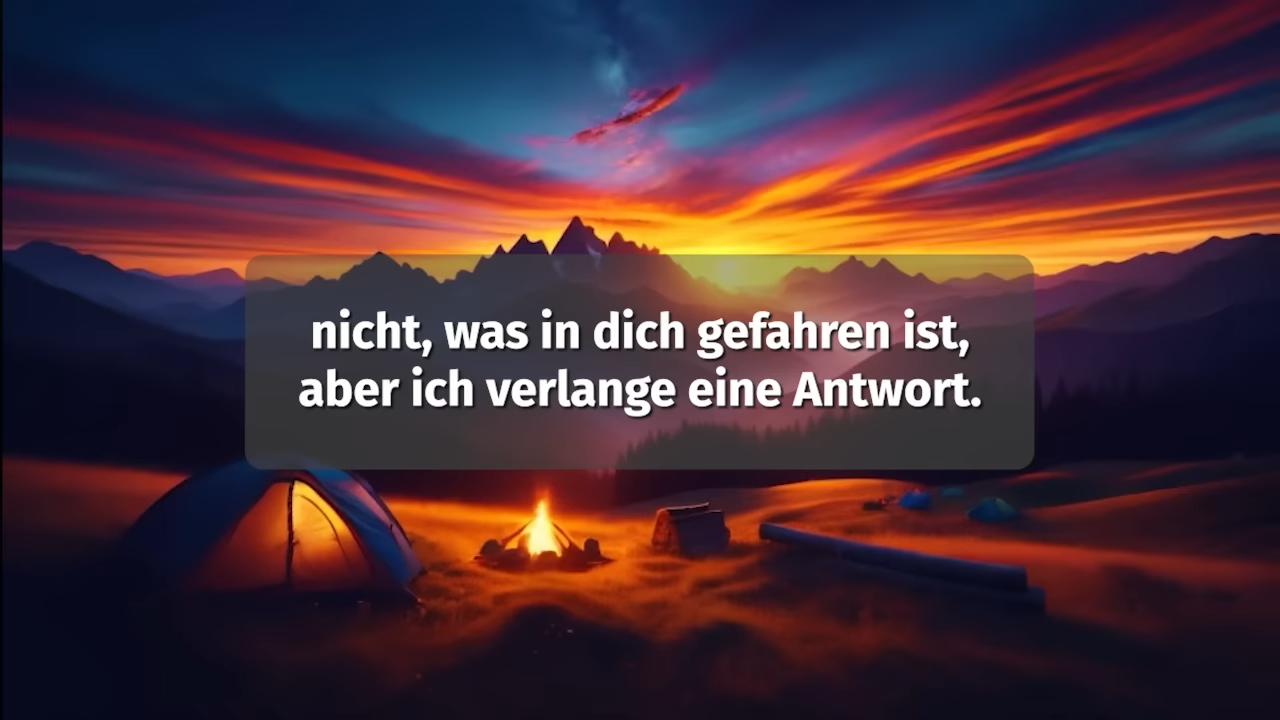 nicht, was in dich gefahren ist,
aber ich verlange eine Antwort.